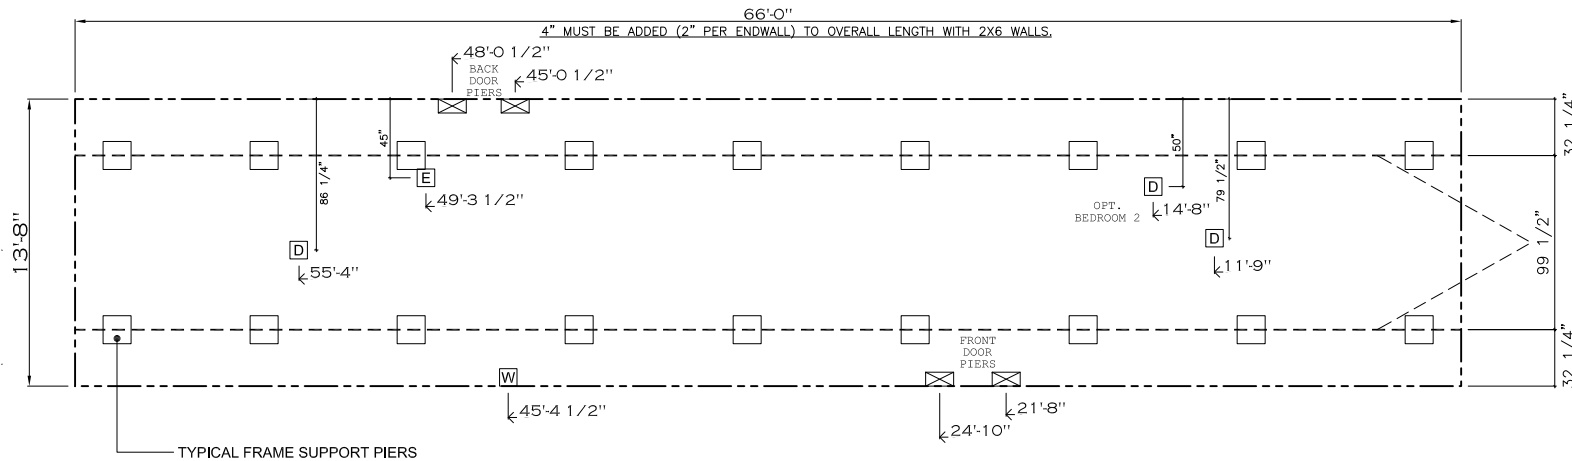 66'-0"
4" MUST BE ADDED (2" PER ENDWALL) TO OVERALL LENGTH WITH 2X6 WALLS.
48'-0 1/2"
BACK
DOOR
PIERS
45'-0 1/2"
32 1/4"
45"
50"
86 1/4"
79 1/2"
E
49'-3 1/2"
D
14'-8"
OPT.
BEDROOM 2
13'-8"
D
55'-4"
D
11'-9"
99 1/2"
FRONT
DOOR
PIERS
32 1/4"
W
45'-4 1/2"
21'-8"
24'-10"
TYPICAL FRAME SUPPORT PIERS